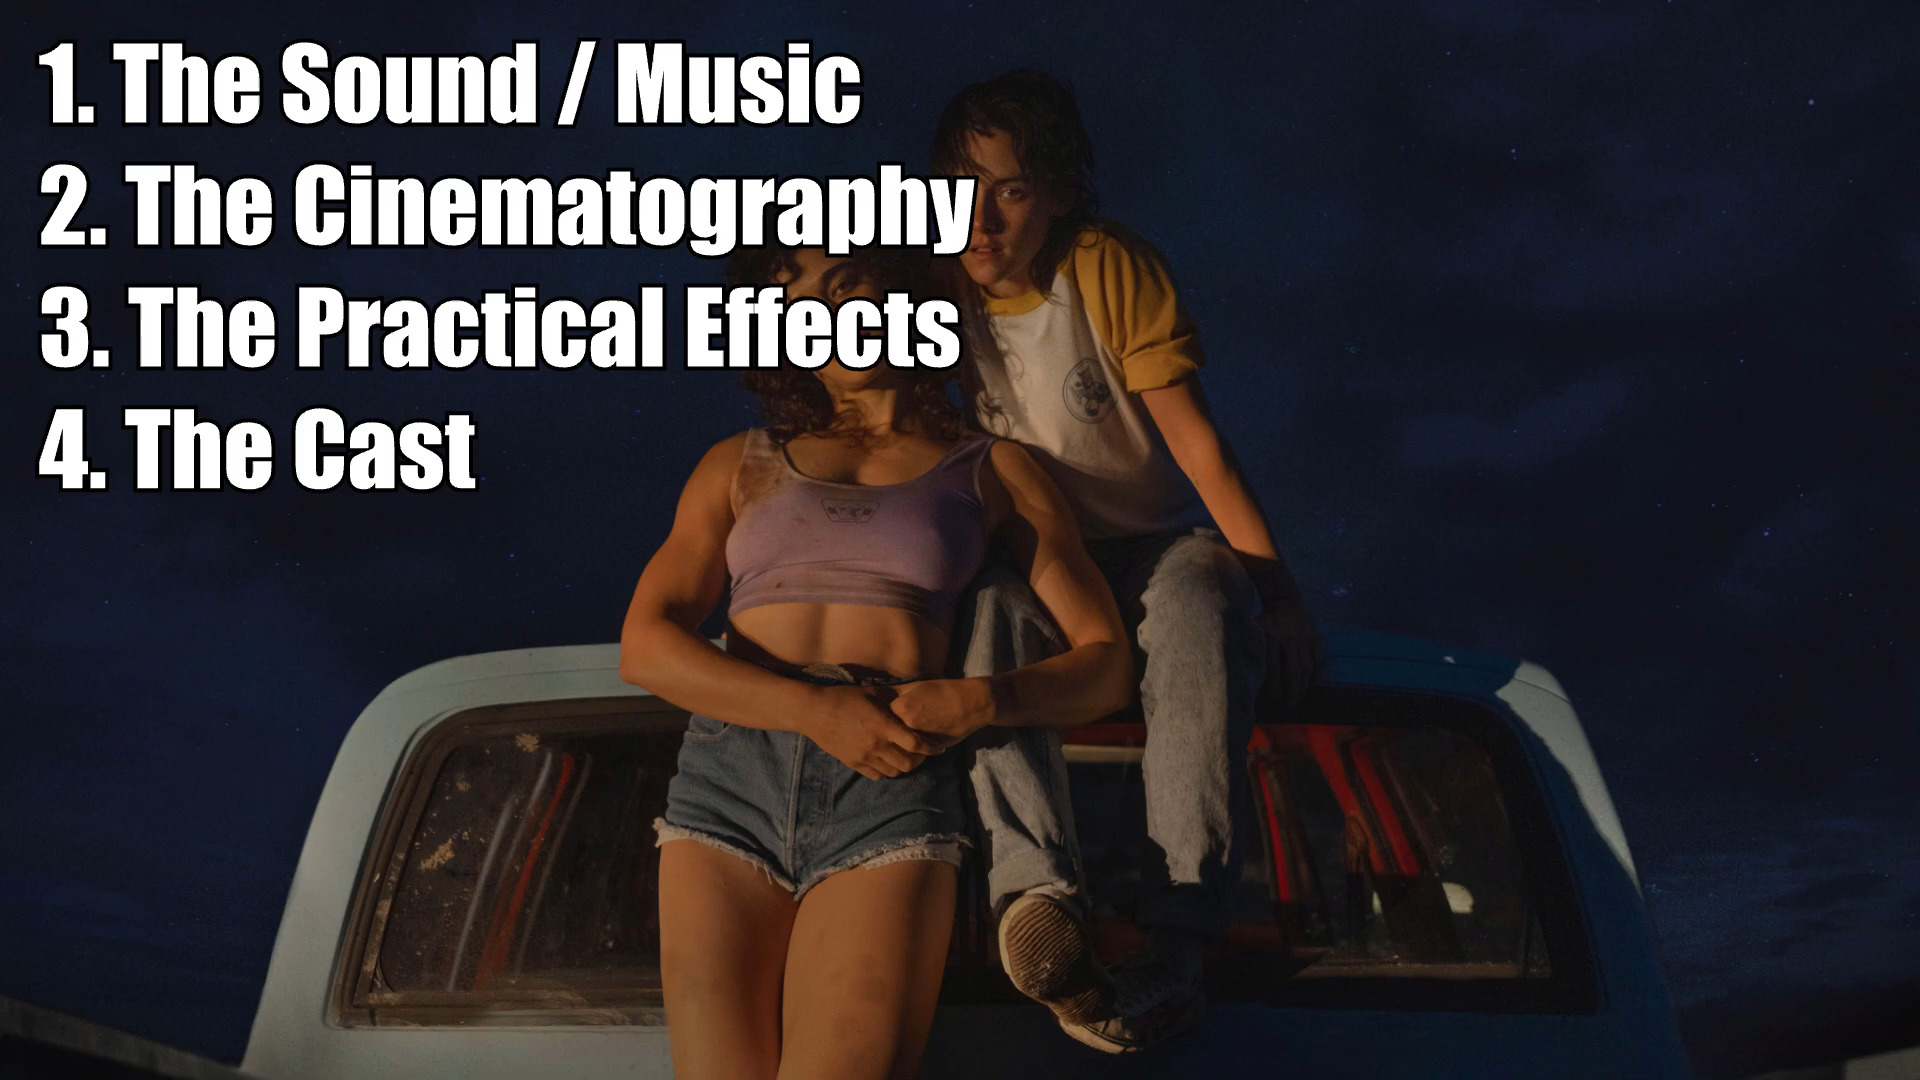 1. The Sound / Music
2. The Cinematography
3. The Practical Effects
4. The Cast